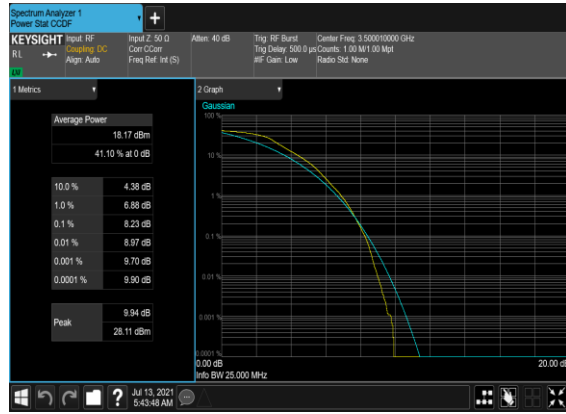 Spectrum Analyzer 1
Power Stat CCDF
+
KEYSIGHT
RL
Input: RF
Coupling: DC
Align: Auto
Input Z: 50 Ω
Corr CCorr
Freq Ref: Int (S)
Atten: 40 dB
Trig: RF Burst
Trig Delay: 500.0 µs
#IF Gain: Low
Center Freq: 3.500010000 GHz
Counts: 1.00 M/1.00 Mpt
Radio Std: None
1 Metrics
Average Power
18.17 dBm
41.10 % at 0 dB
10.0 % 4.38 dB
1.0 % 6.88 dB
0.1 % 8.23 dB
0.01 % 8.97 dB
0.001 % 9.70 dB
0.0001 % 9.90 dB
Peak
9.94 dB
28.11 dBm
2 Graph
Gaussian
100 %
10 %
1 %
0.1 %
0.01 %
0.001 %
0.0001 %
0.00 dB
20.00 dB
Info BW 25.000 MHz
?
Jul 13, 2021
5:43:48 AM